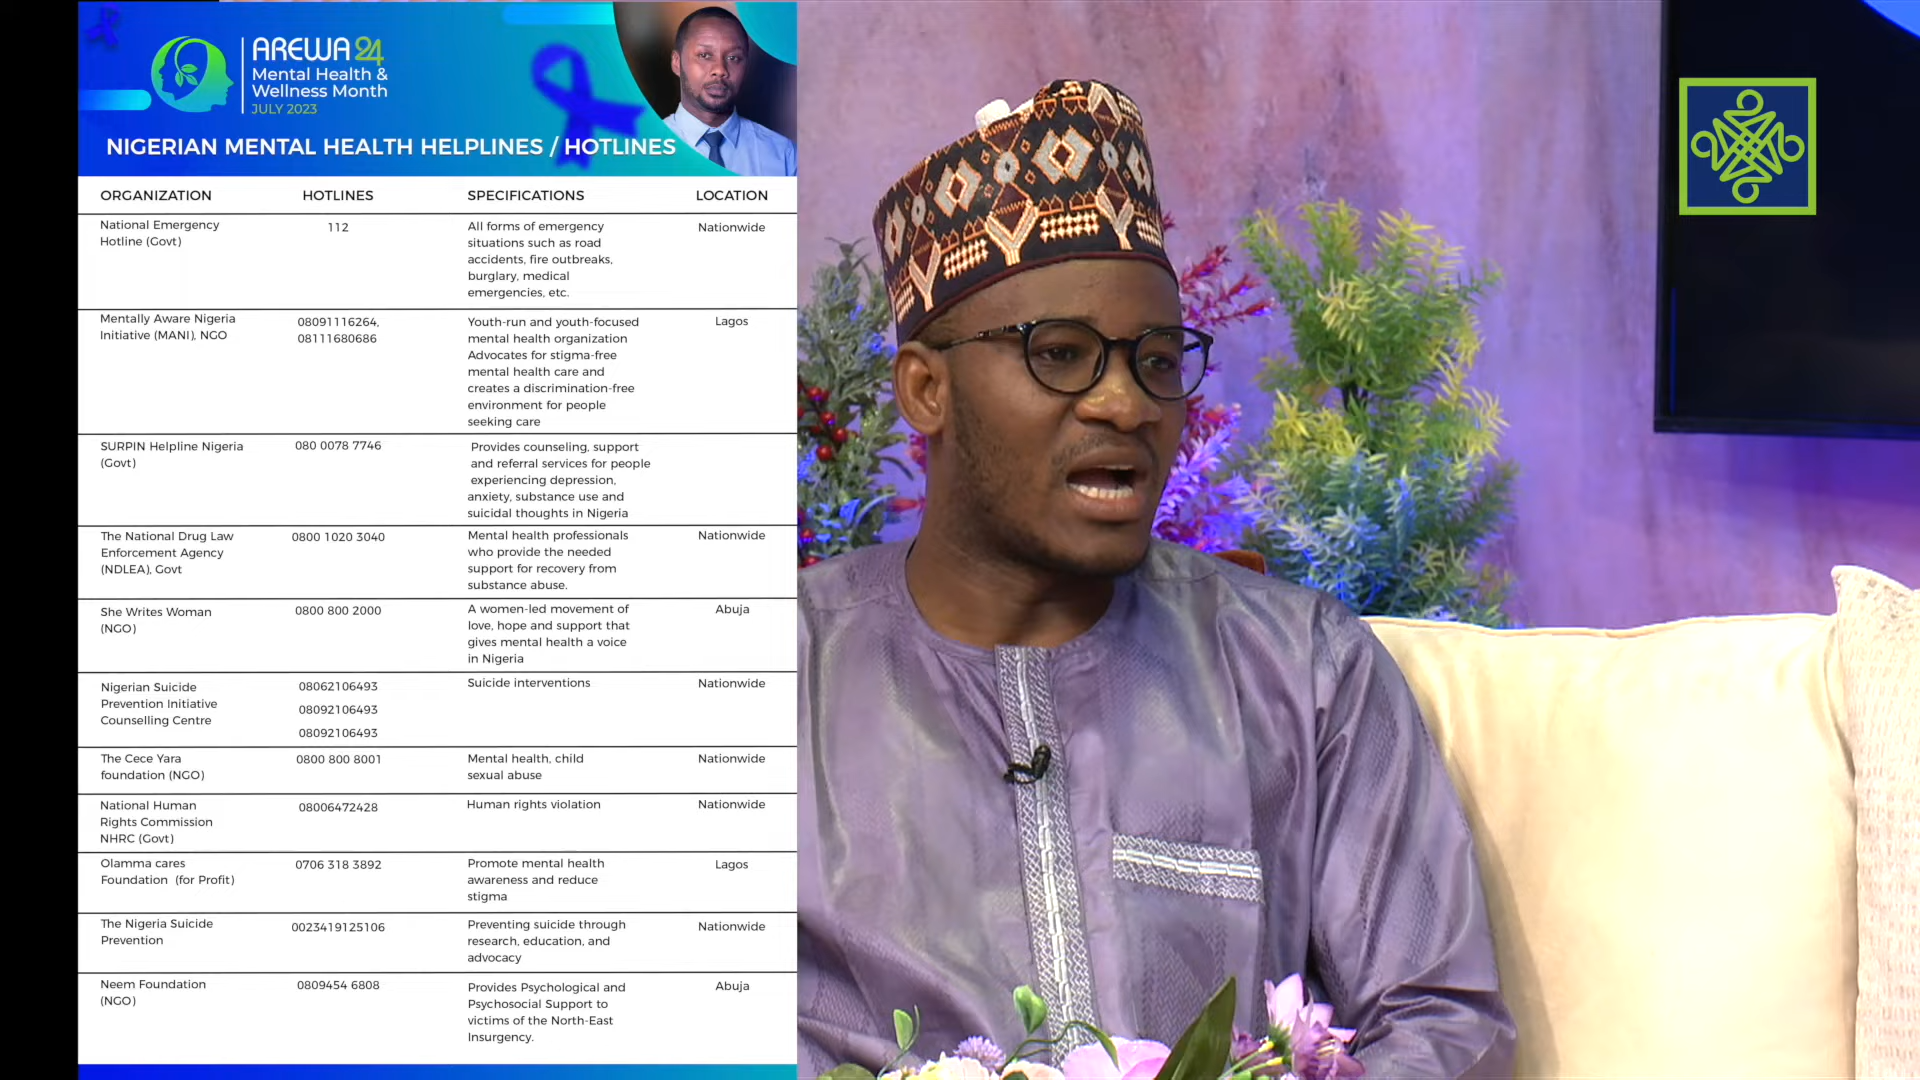 AREWA 24
Mental Health &
Wellness Month
JULY 2023
NIGERIAN MENTAL HEALTH HELPLINES / HOTLINES
ORGANIZATION HOTLINES SPECIFICATIONS LOCATION
National Emergency
Hotline (Govt)
112
All forms of emergency
situations such as road
accidents, fire outbreaks,
burglary, medical
emergencies, etc.
Nationwide
Mentally Aware Nigeria
Initiative (MANI), NGO
08091116264,
08111680686
Youth-run and youth-focused
mental health organization
Advocates for stigma-free
mental health care and
creates a discrimination-free
environment for people
seeking care
Lagos
SURPIN Helpline Nigeria
(Govt)
080 0078 7746
Provides counseling, support
and referral services for people
experiencing depression,
anxiety, substance use and
suicidal thoughts in Nigeria
The National Drug Law
Enforcement Agency
(NDLEA), Govt
0800 1020 3040
Mental health professionals
who provide the needed
support for recovery from
substance abuse.
Nationwide
She Writes Woman
(NGO)
0800 800 2000
A women-led movement of
love, hope and support that
gives mental health a voice
in Nigeria
Abuja
Nigerian Suicide
Prevention Initiative
Counselling Centre
08062106493
08092106493
08092106493
Suicide interventions
Nationwide
The Cece Yara
foundation (NGO)
0800 800 8001
Mental health, child
sexual abuse
Nationwide
National Human
Rights Commission
NHRC (Govt)
08006472428
Human rights violation
Nationwide
Olamma cares
Foundation (for Profit)
0706 318 3892
Promote mental health
awareness and reduce
stigma
Lagos
The Nigeria Suicide
Prevention
0023419125106
Preventing suicide through
research, education, and
advocacy
Nationwide
Neem Foundation
(NGO)
0809454 6808
Provides Psychological and
Psychosocial Support to
victims of the North-East
Insurgency.
Abuja